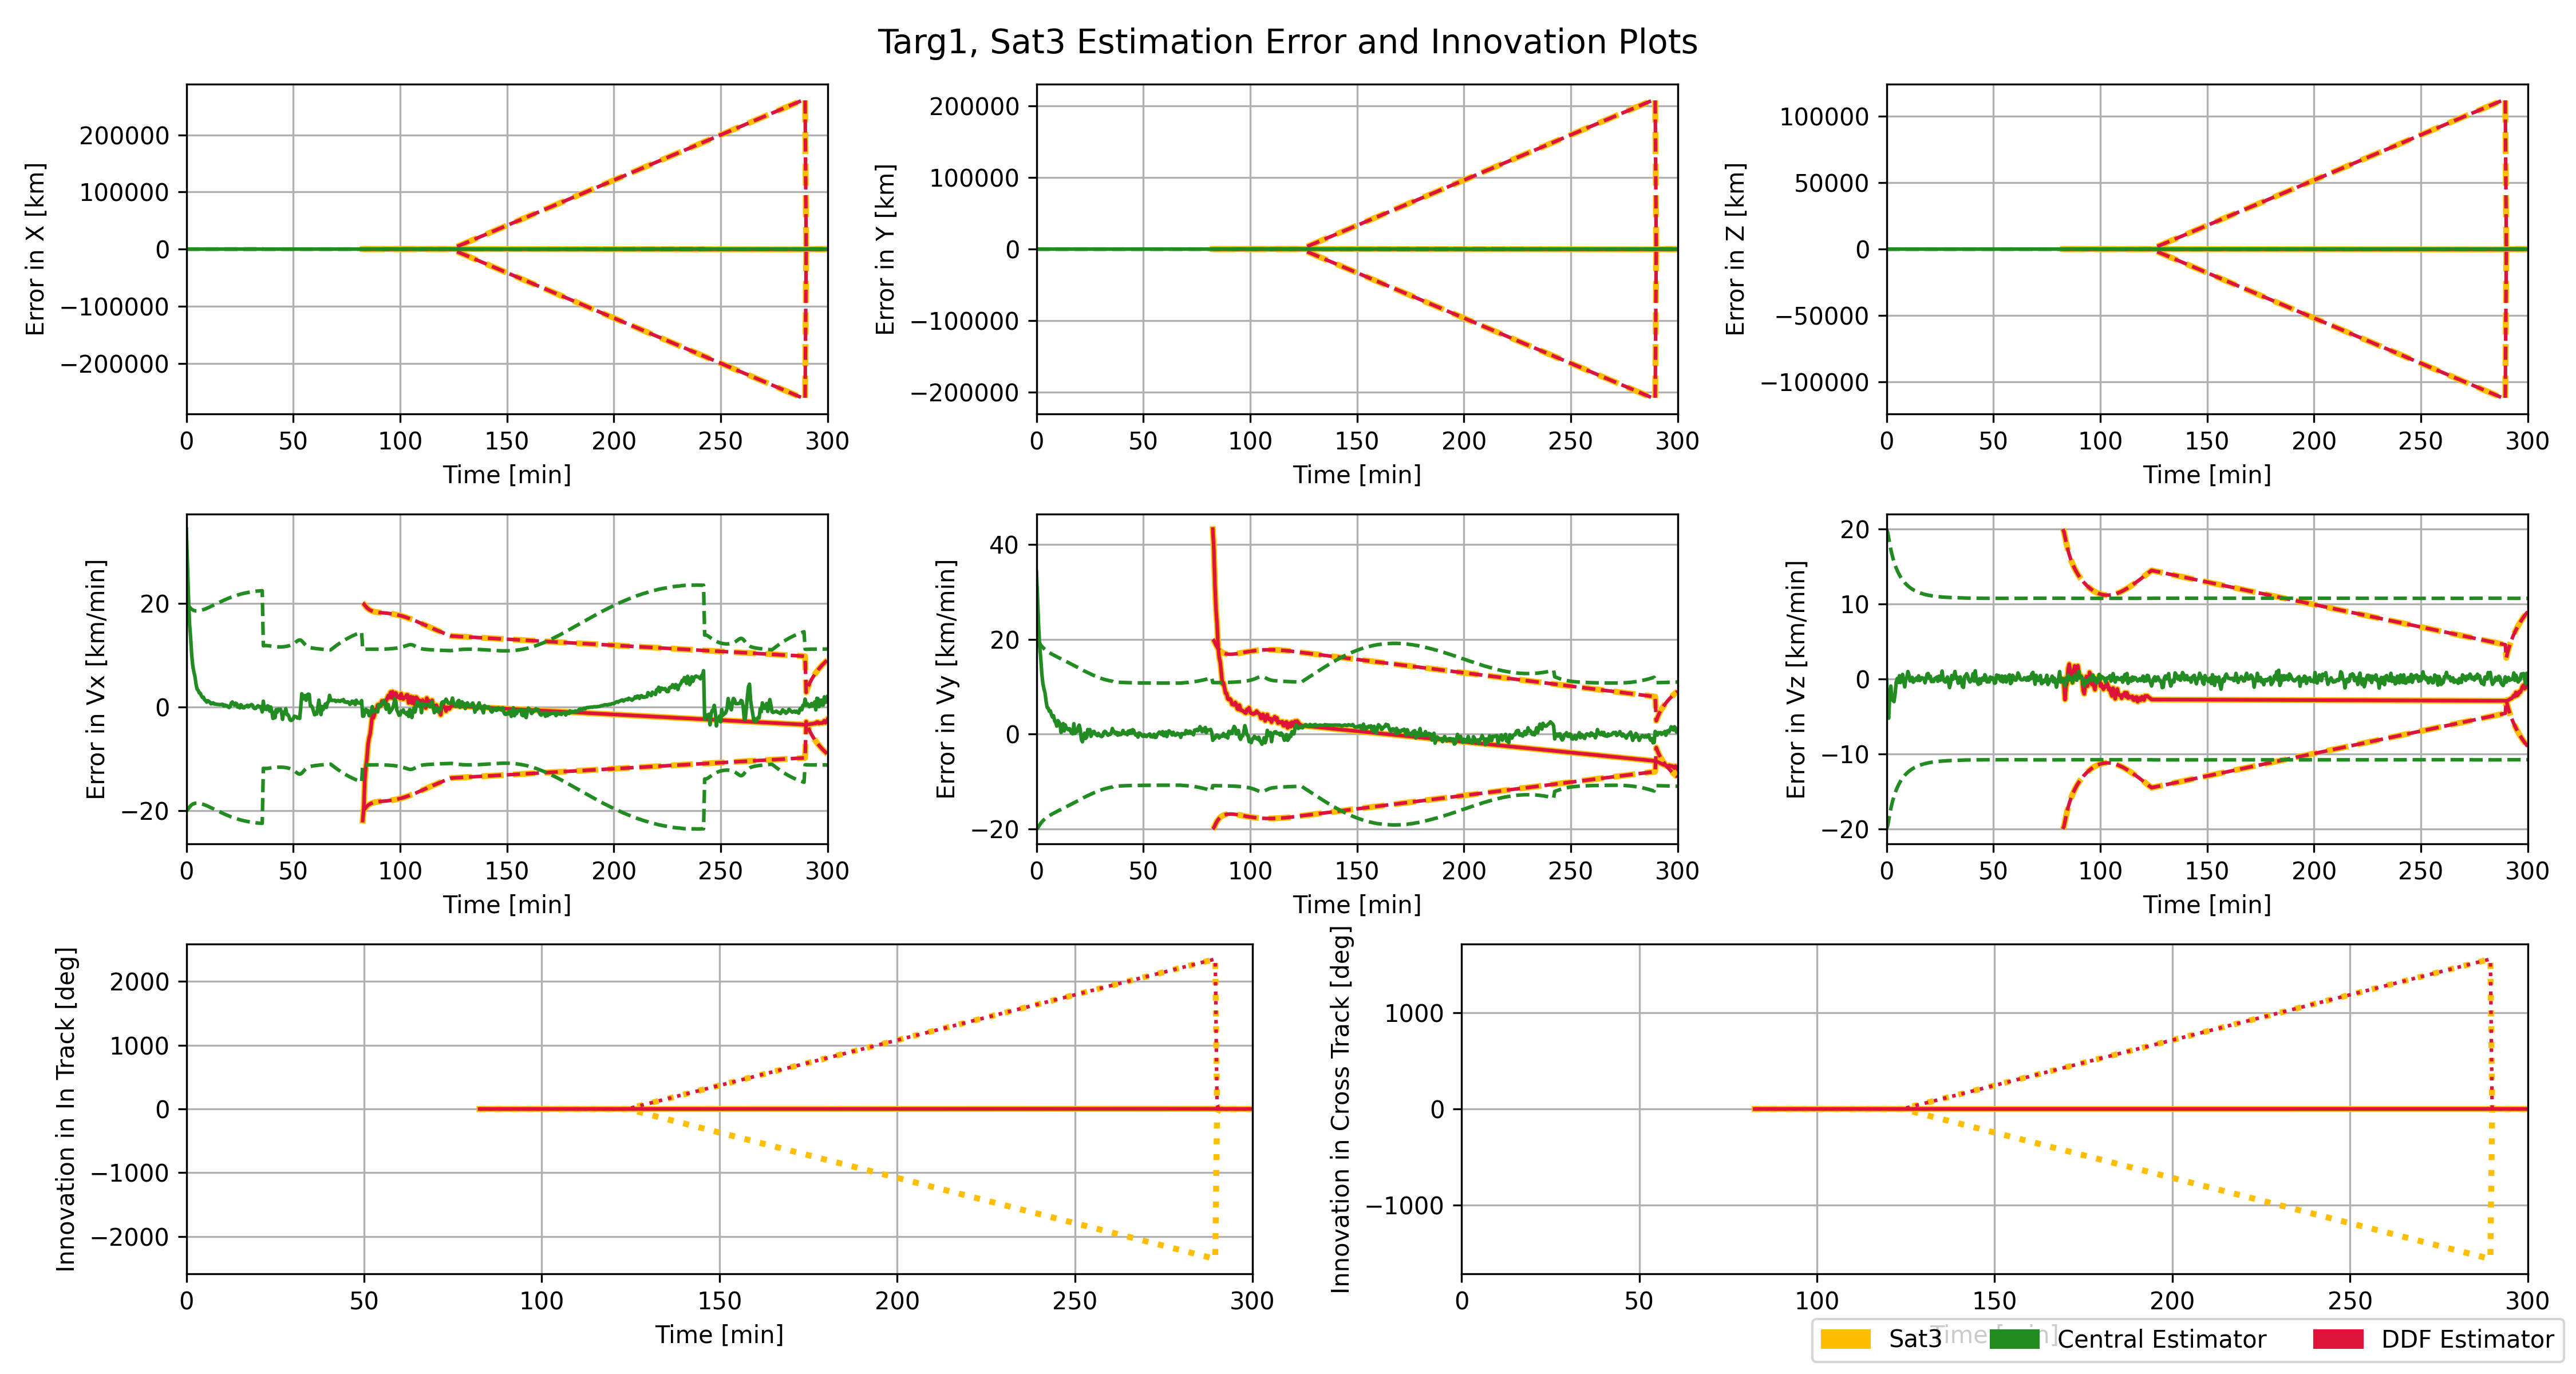 Targ1, Sat3 Estimation Error and Innovation Plots
Error in X [km]
200000
100000
0
−100000
−200000
0 50 100 150 200 250 300
Time [min]
Error in Y [km]
200000
100000
0
−100000
−200000
0 50 100 150 200 250 300
Time [min]
Error in Z [km]
100000
50000
0
−50000
−100000
0 50 100 150 200 250 300
Time [min]
Error in Vx [km/min]
20
0
−20
0 50 100 150 200 250 300
Time [min]
Error in Vy [km/min]
40
20
0
−20
0 50 100 150 200 250 300
Time [min]
Error in Vz [km/min]
20
10
0
−10
−20
0 50 100 150 200 250 300
Time [min]
Innovation in In Track [deg]
2000
1000
0
−1000
−2000
0 50 100 150 200 250 300
Time [min]
Innovation in Cross Track [deg]
1000
0
−1000
0 50 100 150 200 250 300
Time [min]
Sat3 Central Estimator DDF Estimator